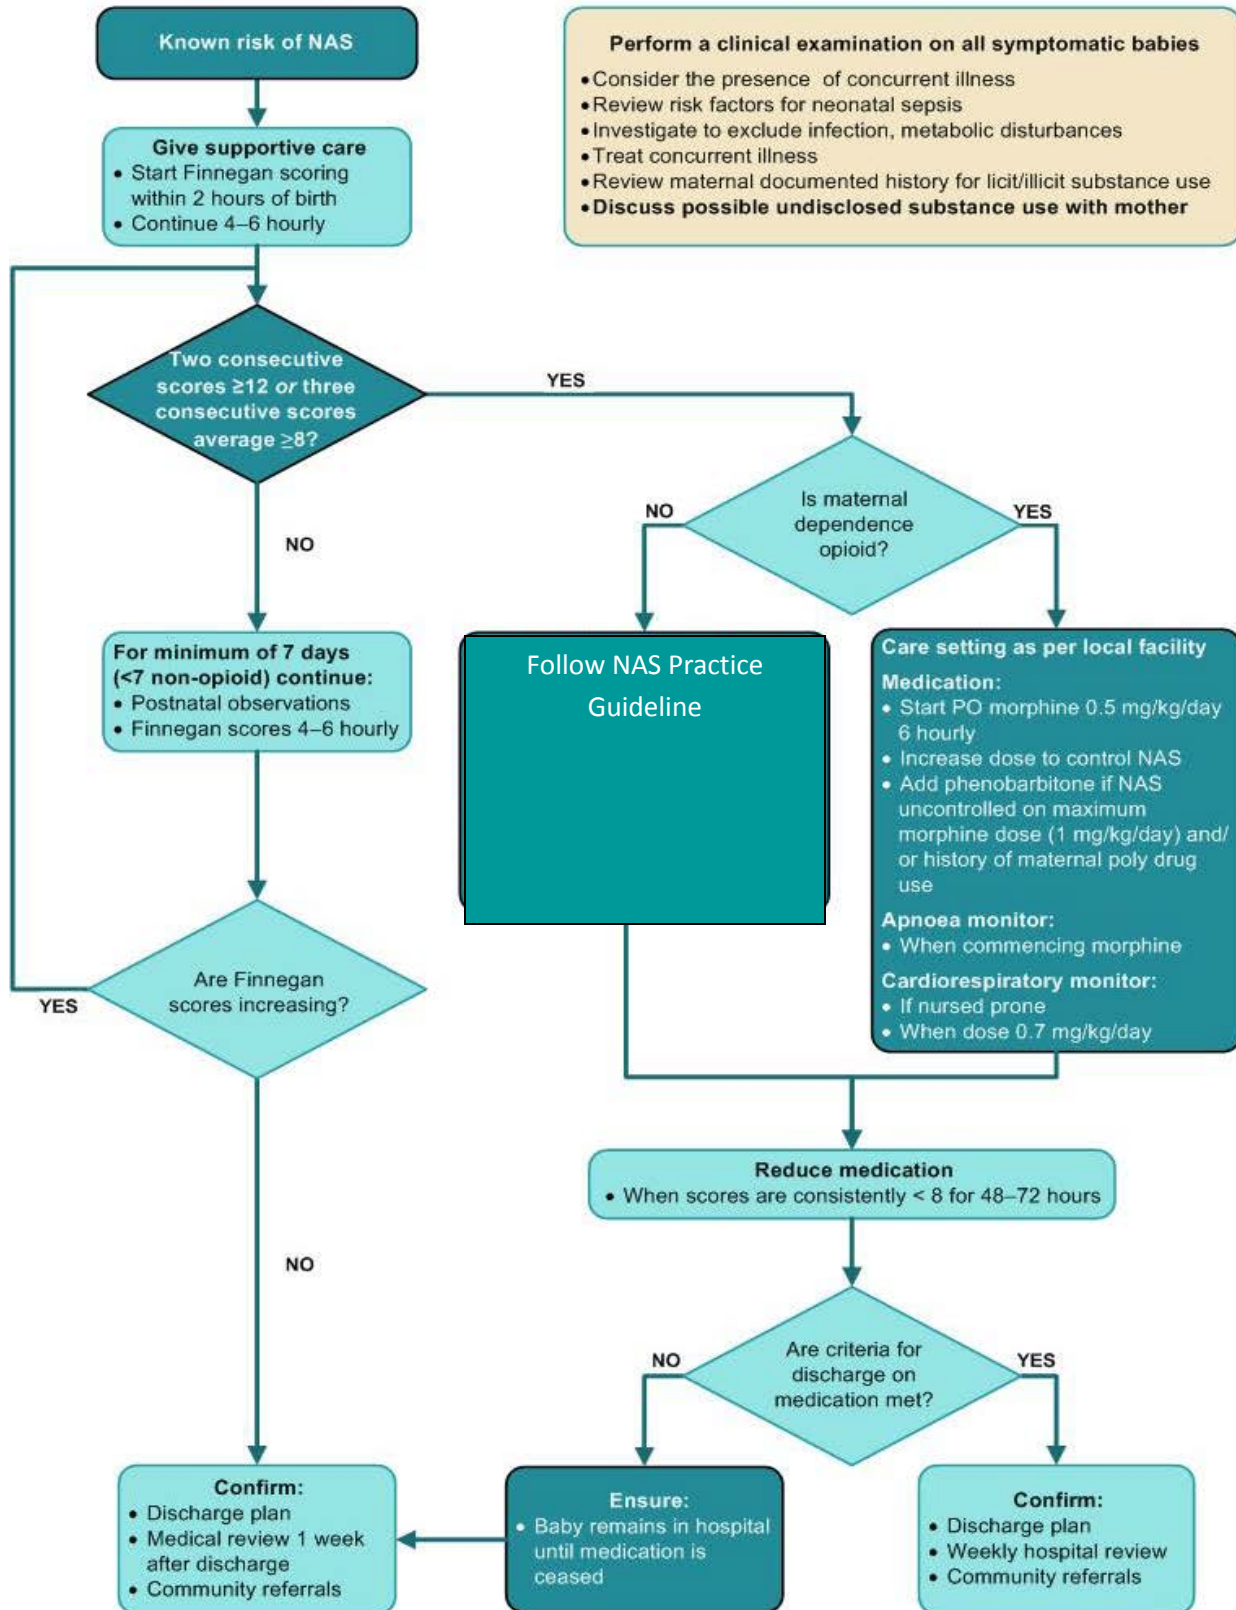 Known risk of NAS
Perform a clinical examination on all symptomatic babies
• Consider the presence of concurrent illness
• Review risk factors for neonatal sepsis
• Investigate to exclude infection, metabolic disturbances
• Treat concurrent illness
• Review maternal documented history for licit/illicit substance use
• Discuss possible undisclosed substance use with mother
Give supportive care
• Start Finnegan scoring
within 2 hours of birth
• Continue 4–6 hourly
Two consecutive
scores ≥12 or three
consecutive scores
average ≥8?
YES
NO
Is maternal
dependence
opioid?
NO
YES
For minimum of 7 days
(<7 non-opioid) continue:
• Postnatal observations
• Finnegan scores 4–6 hourly
Follow NAS Practice
Guideline
Care setting as per local facility
Medication:
• Start PO morphine 0.5 mg/kg/day
6 hourly
• Increase dose to control NAS
• Add phenobarbitone if NAS
uncontrolled on maximum
morphine dose (1 mg/kg/day) and/
or history of maternal poly drug
use
Apnoea monitor:
• When commencing morphine
Cardiorespiratory monitor:
• If nursed prone
• When dose 0.7 mg/kg/day
Are Finnegan
scores increasing?
YES
NO
Reduce medication
• When scores are consistently < 8 for 48–72 hours
Are criteria for
discharge on
medication met?
NO
YES
Confirm:
• Discharge plan
• Medical review 1 week
after discharge
• Community referrals
Ensure:
• Baby remains in hospital
until medication is
ceased
Confirm:
• Discharge plan
• Weekly hospital review
• Community referrals